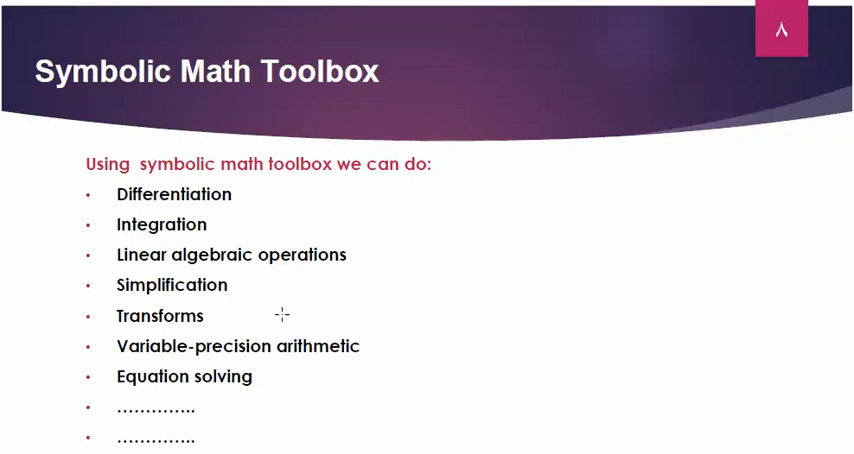 ٨
Symbolic Math Toolbox
Using symbolic math toolbox we can do:
• Differentiation
• Integration
• Linear algebraic operations
• Simplification
• Transforms
• Variable-precision arithmetic
• Equation solving
• …………..
• …………..